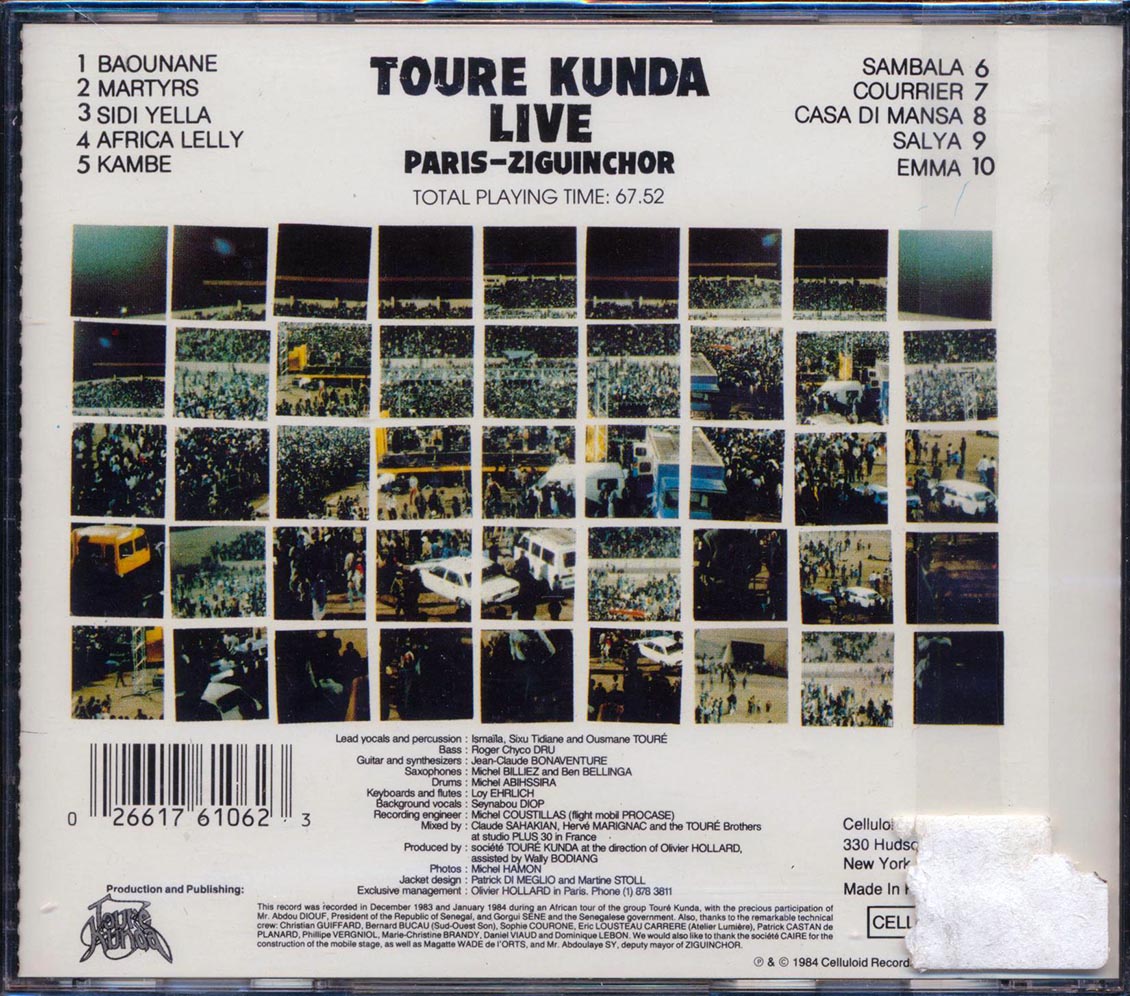 1 BAOUNANE
2 MARTYRS
3 SIDI YELLA
4 AFRICA LELLY
5 KAMBE
TOURE KUNDA
LIVE
PARIS-ZIGUINCHOR
TOTAL PLAYING TIME: 67.52
SAMBALA 6
COURRIER 7
CASA DI MANSA 8
SALYA 9
EMMA 10
Lead vocals and percussion : Ismaïla, Sixu Tidiane and Ousmane TOURÉ
Bass : Roger Chyco DRU
Guitar and synthesizers : Jean-Claude BONAVENTURE
Saxophones : Michel BILLIEZ and Ben BELLINGA
Drums : Michel ABIHSSIRA
Keyboards and flutes : Loy EHRLICH
Background vocals : Seynabou DIOP
Recording engineer : Michel COUSTILLAS (flight mobil PROCASE)
Mixed by : Claude SAHAKIAN, Hervé MARIGNAC and the TOURÉ Brothers
at studio PLUS 30 in France
Produced by : société TOURÉ KUNDA at the direction of Olivier HOLLARD,
assisted by Wally BODIANG
Photos : Michel HAMON
Jacket design : Patrick DI MEGLIO and Martine STOLL
Exclusive management : Olivier HOLLARD in Paris. Phone (1) 878 3811
0 26617 61062 3
Celluloi
330 Huds
New York
Made In
CELL
Production and Publishing:
Touré Kunda
This record was recorded in December 1983 and January 1984 during an African tour of the group Touré Kunda, with the precious participation of
Mr. Abdou DIOUF, President of the Republic of Senegal, and Gorgui SENE and the Senegalese government. Also, thanks to the remarkable technical
crew: Christian GUIFFARD, Bernard BUCAU (Sud-Ouest Son), Sophie COURONE, Eric LOUSTEAU CARRERE (Atelier Lumière), Patrick CASTAN de
PLANARD, Phillipe VERGNIOL, Marie-Christine BRANDY, Daniel VIAUD and Dominique LEBON. We would also like to thank the société CAIRE for the
construction of the mobile stage, as well as Magatte WADE de l'ORTS, and Mr. Abdoulaye SY, deputy mayor of ZIGUINCHOR.
℗ & © 1984 Celluloid Record